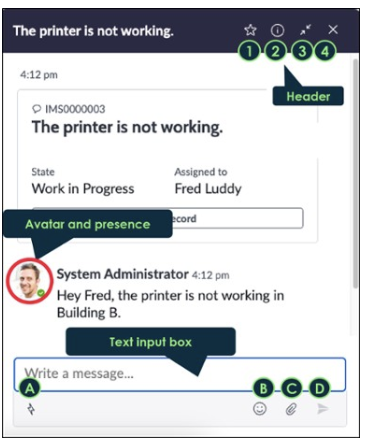 The printer is not working.
1 2 3 4
4:12 pm
Header
IMS0000003
The printer is not working.
State Assigned to
Work in Progress Fred Luddy
ecord
Avatar and presence
System Administrator 4:12 pm
Hey Fred, the printer is not working in
Building B.
Text input box
Write a message...
A B C D